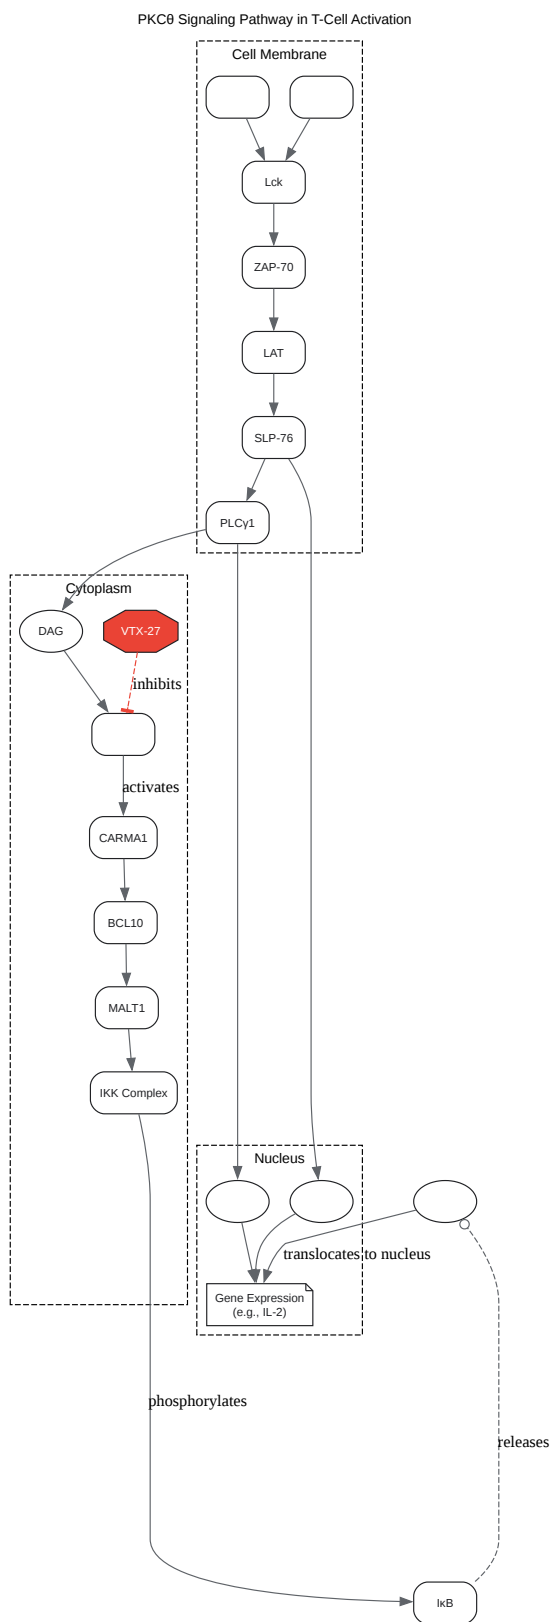 PKCθ Signaling Pathway in T-Cell Activation
Cell Membrane
Lck
ZAP-70
LAT
SLP-76
PLCγ1
Cytoplasm
DAG
VTX-27
inhibits
activates
CARMA1
BCL10
MALT1
IKK Complex
Nucleus
translocates to nucleus
Gene Expression
(e.g., IL-2)
phosphorylates
releases
IκB